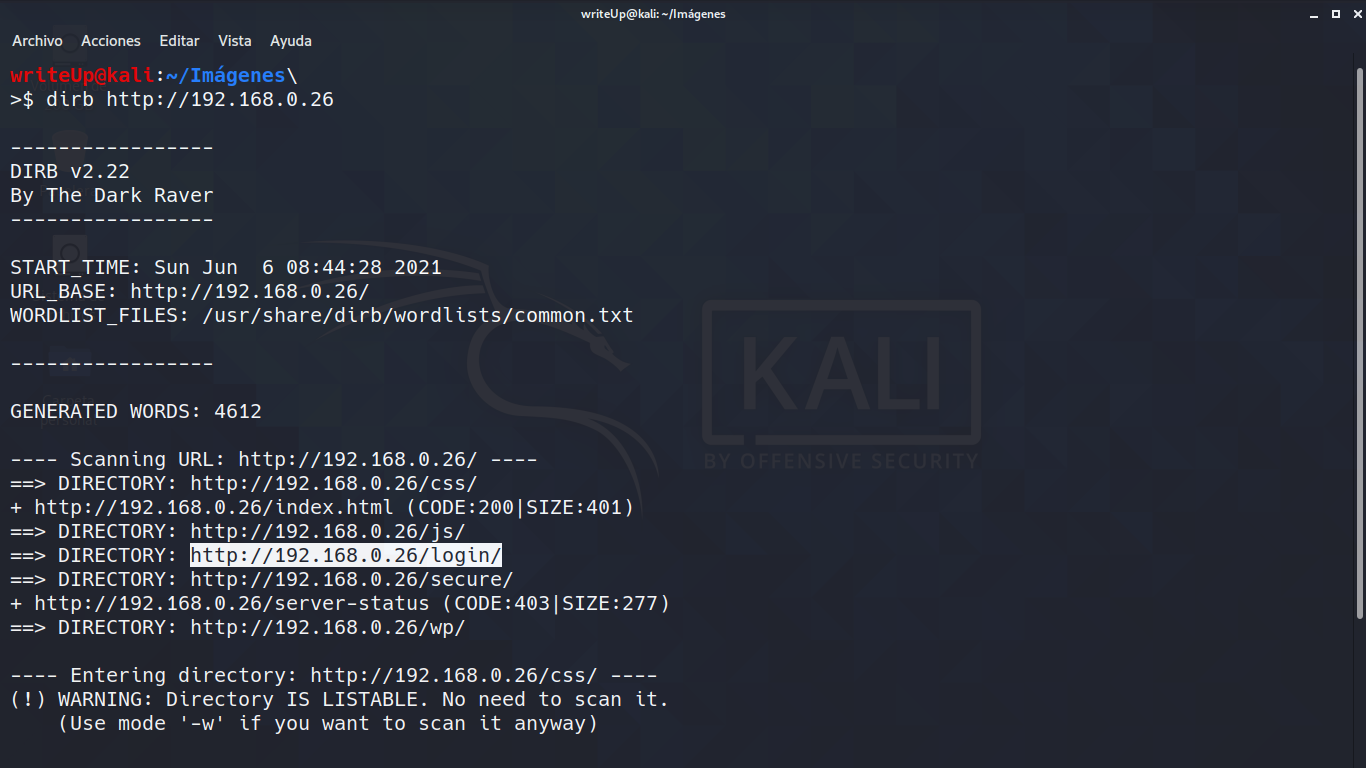 writeUp@kali: ~/Imágenes
Archivo Acciones Editar Vista Ayuda
writeUp@kali:~/Imágenes\
>$ dirb http://192.168.0.26
-----------------
DIRB v2.22
By The Dark Raver
-----------------
START_TIME: Sun Jun  6 08:44:28 2021
URL_BASE: http://192.168.0.26/
WORDLIST_FILES: /usr/share/dirb/wordlists/common.txt
-----------------
GENERATED WORDS: 4612
---- Scanning URL: http://192.168.0.26/ ----
==> DIRECTORY: http://192.168.0.26/css/
+ http://192.168.0.26/index.html (CODE:200|SIZE:401)
==> DIRECTORY: http://192.168.0.26/js/
==> DIRECTORY: http://192.168.0.26/login/
==> DIRECTORY: http://192.168.0.26/secure/
+ http://192.168.0.26/server-status (CODE:403|SIZE:277)
==> DIRECTORY: http://192.168.0.26/wp/
---- Entering directory: http://192.168.0.26/css/ ----
(!) WARNING: Directory IS LISTABLE. No need to scan it.
    (Use mode '-w' if you want to scan it anyway)
KALI
BY OFFENSIVE SECURITY